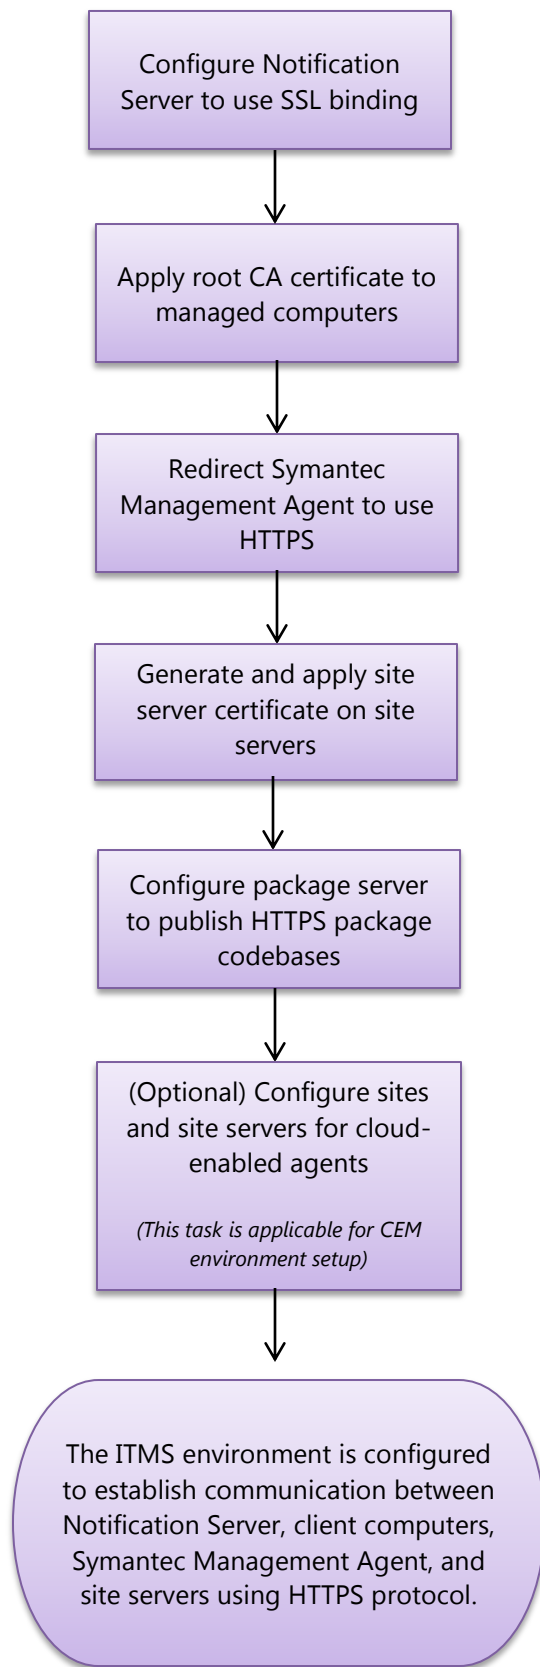 Configure Notification
Server to use SSL binding
Apply root CA certificate to
managed computers
Redirect Symantec
Management Agent to use
HTTPS
Generate and apply site
server certificate on site
servers
Configure package server
to publish HTTPS package
codebases
(Optional) Configure sites
and site servers for cloud-
enabled agents
(This task is applicable for CEM
environment setup)
The ITMS environment is configured
to establish communication between
Notification Server, client computers,
Symantec Management Agent, and
site servers using HTTPS protocol.